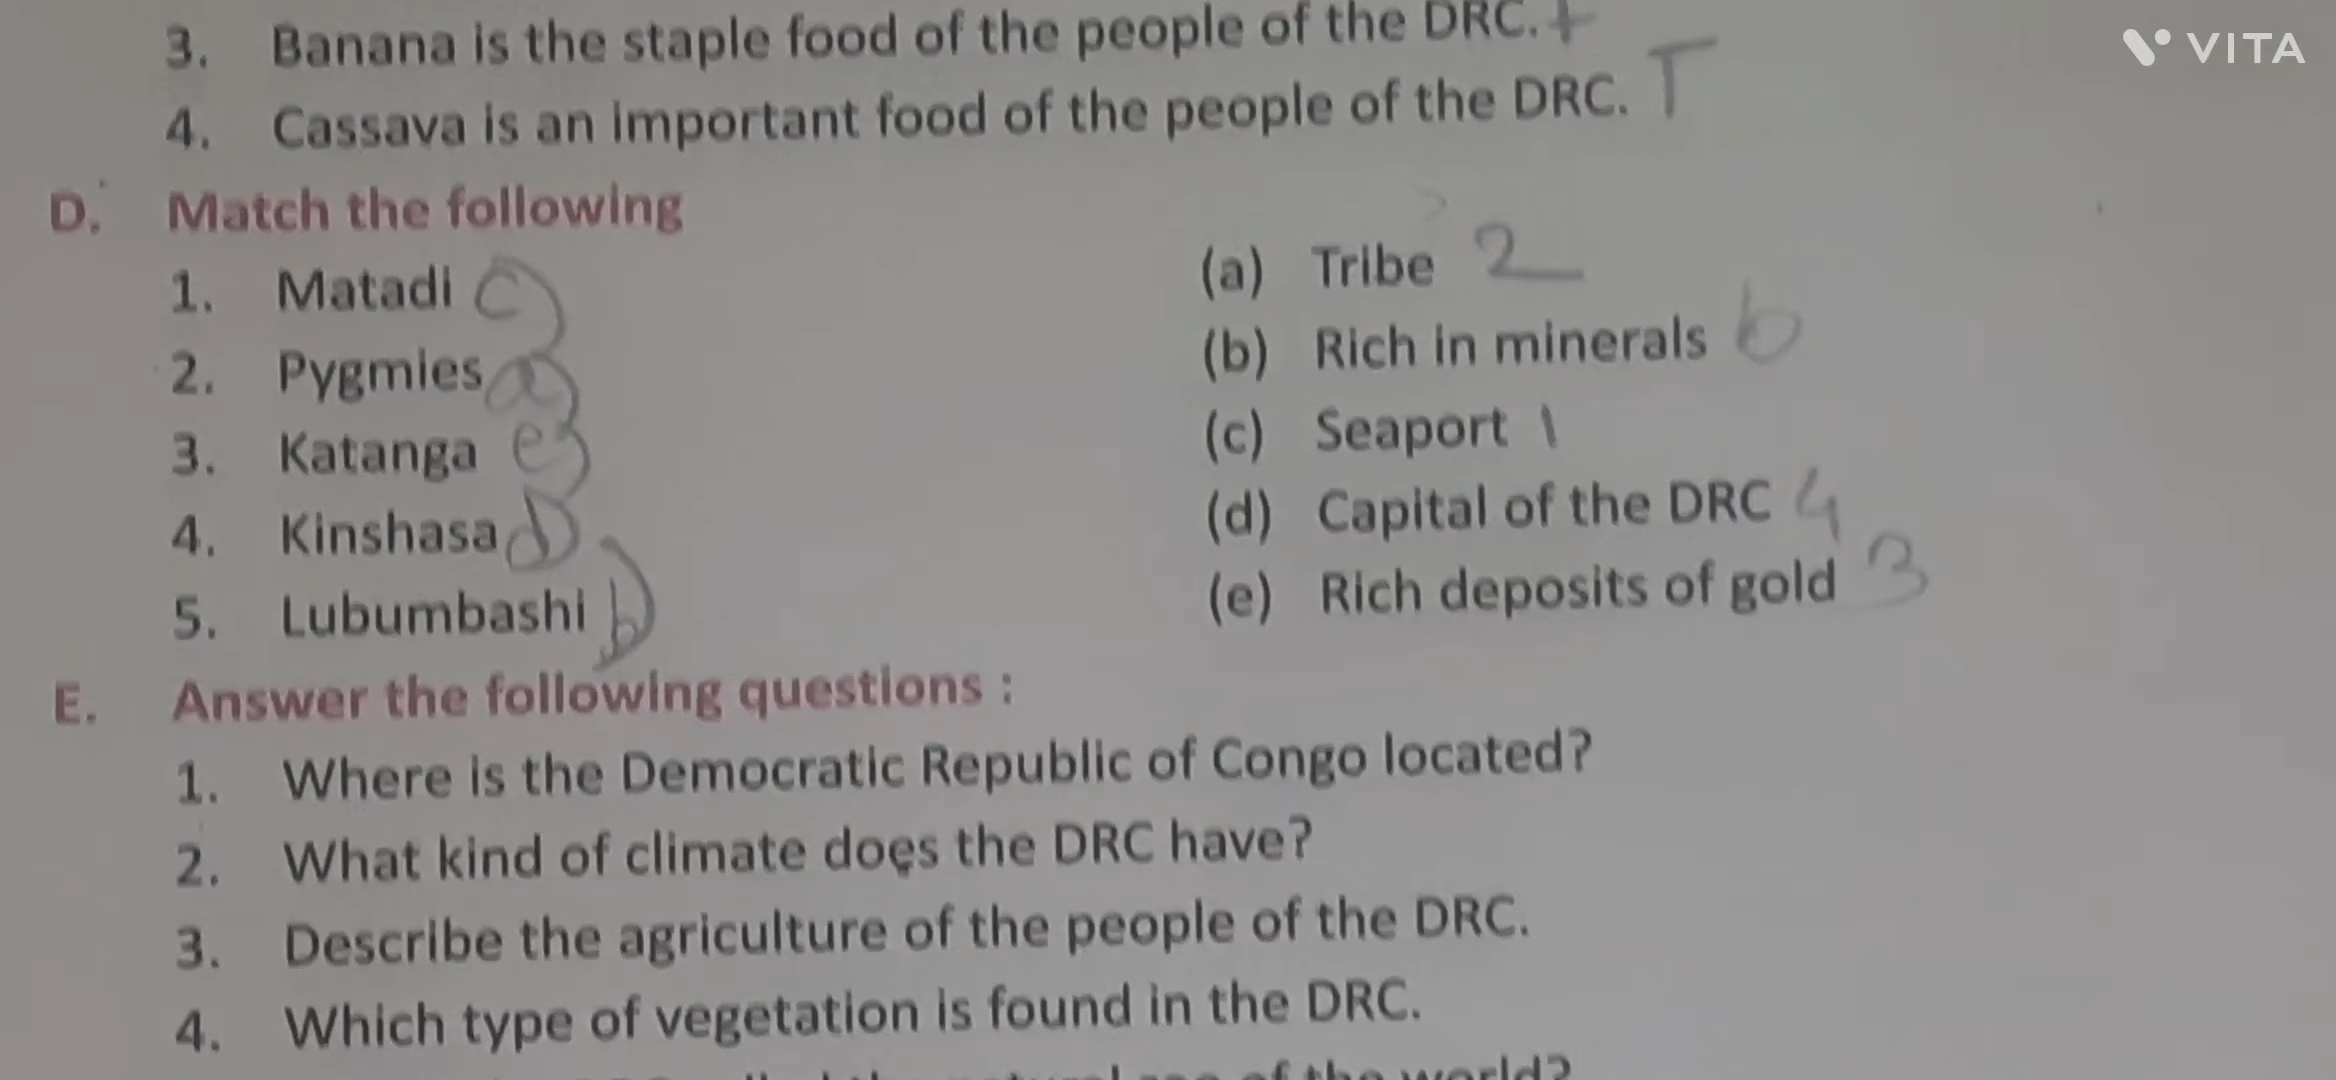 3. Banana is the staple food of the people of the DRC.
VITA
4. Cassava is an important food of the people of the DRC. T
D. Match the following
1. Matadi c) (a) Tribe 2
2. Pygmies a) (b) Rich in minerals b
3. Katanga e) (c) Seaport 1
4. Kinshasa d) (d) Capital of the DRC 4
5. Lubumbashi b) (e) Rich deposits of gold 3
E. Answer the following questions :
1. Where is the Democratic Republic of Congo located?
2. What kind of climate does the DRC have?
3. Describe the agriculture of the people of the DRC.
4. Which type of vegetation is found in the DRC.
of the world?